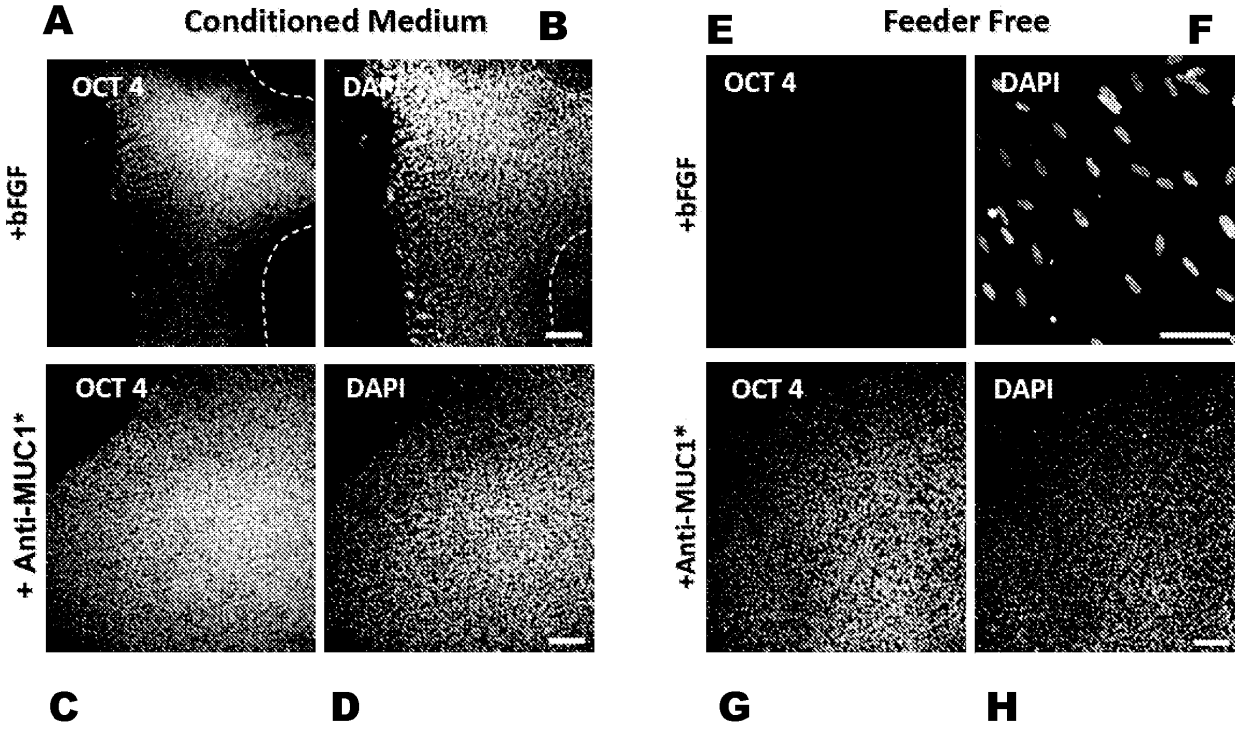 A Conditioned Medium B
E Feeder Free F
+bFGF
OCT 4
DAPI
+bFGF
OCT 4
DAPI
+ Anti-MUC1*
OCT 4
DAPI
+Anti-MUC1*
OCT 4
DAPI
C
D
G
H